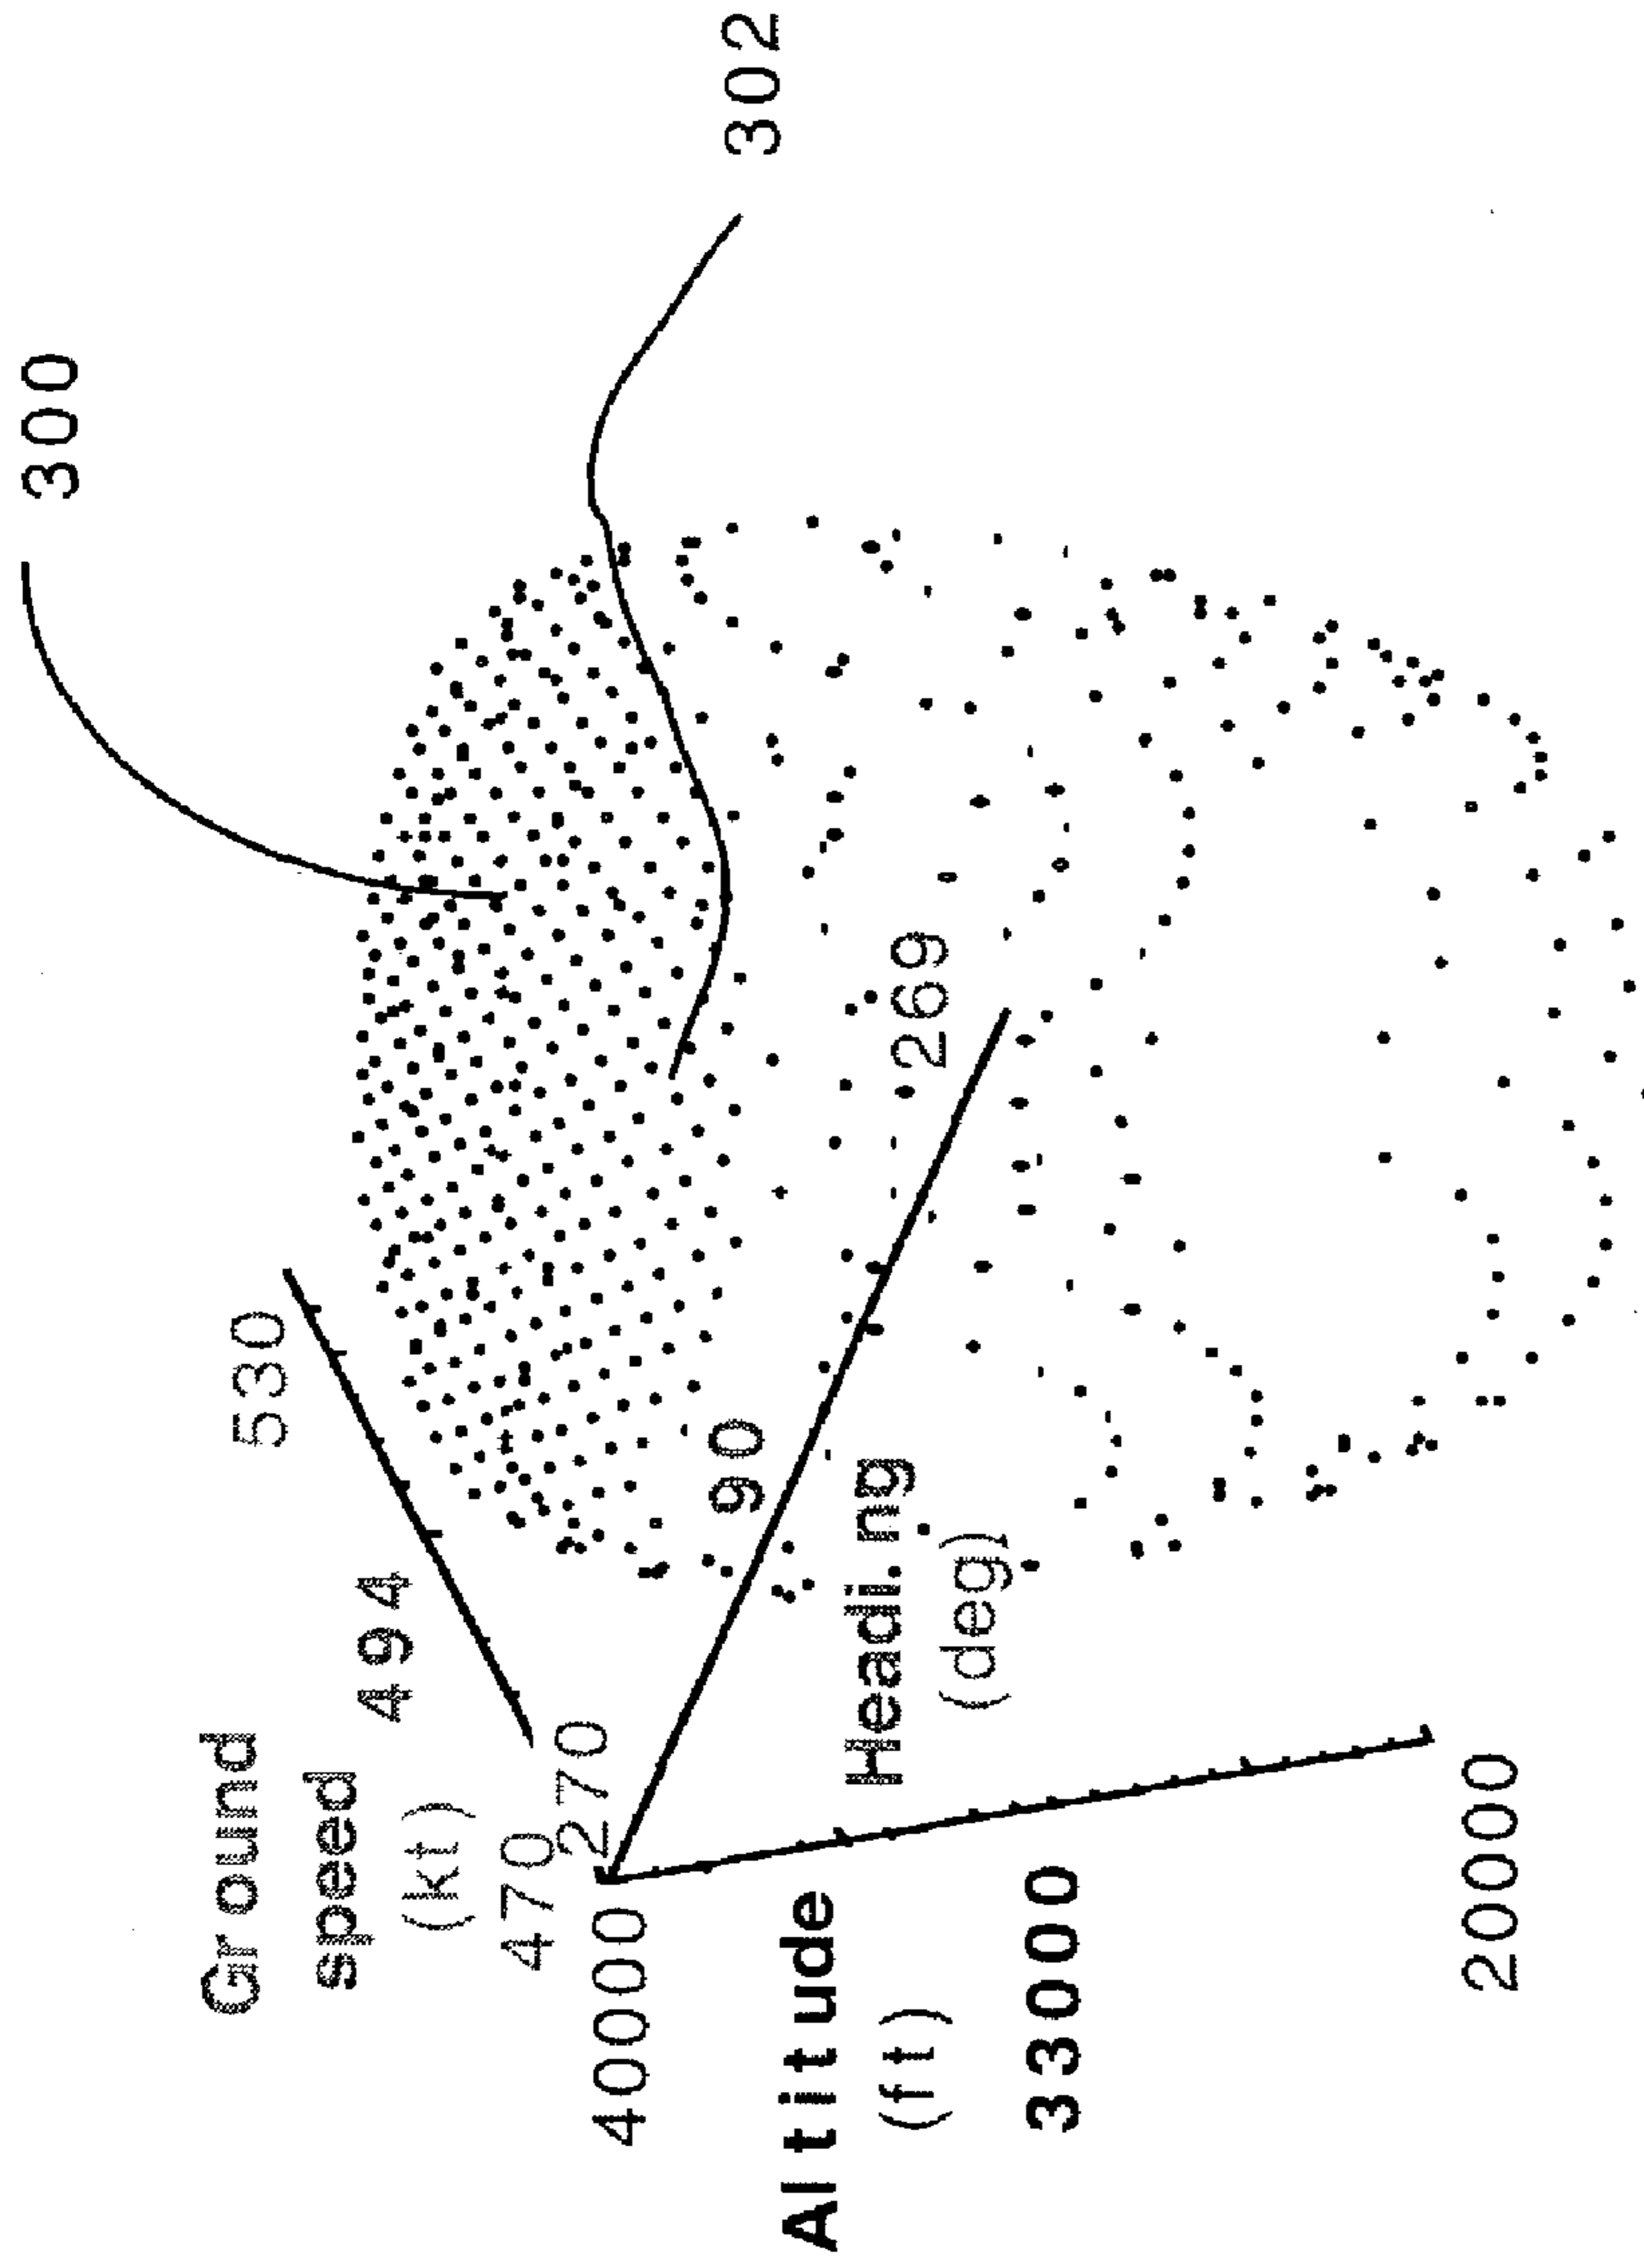 300
302
530
494
Ground
speed
(kt)
470
270
269
90
Heading
(deg)
40000
Altitude
(ft)
33000
20000